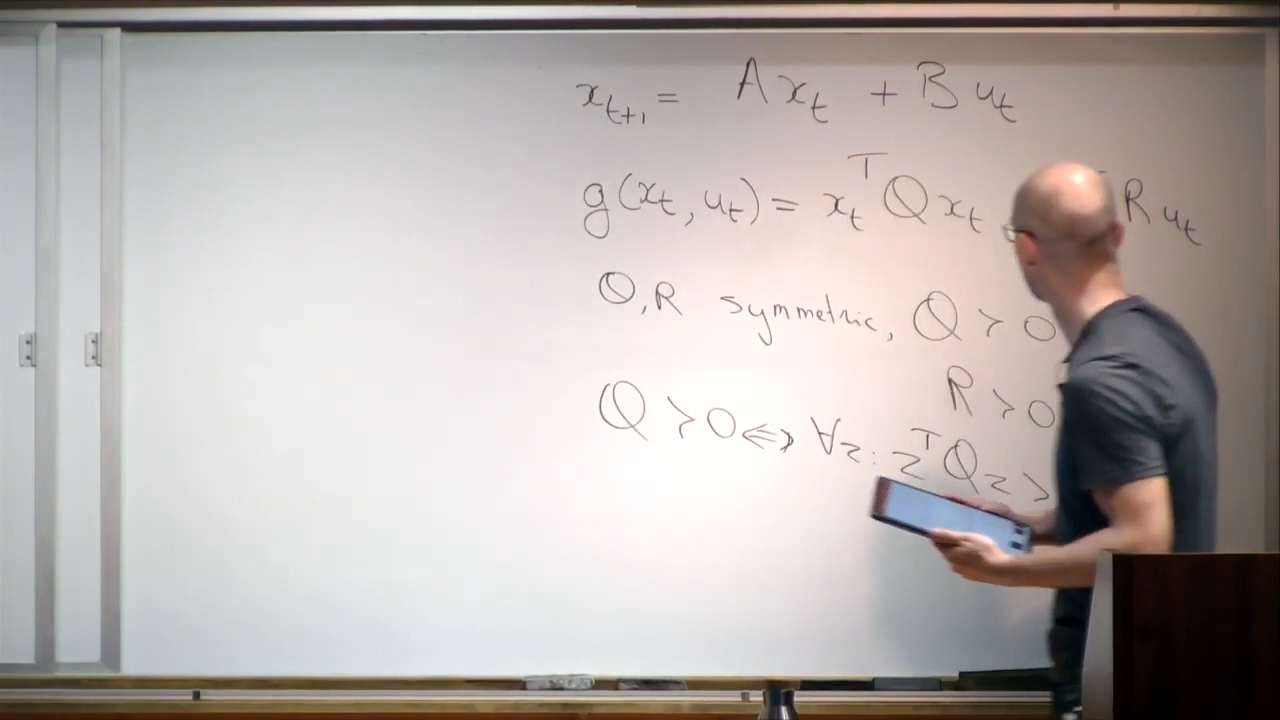 x_{t+1} = A x_t + B u_t
g(x_t, u_t) = x_t^T Q x_t R u_t
Q, R symmetric, Q > 0
R > 0
Q > 0 ⇔ ∀z: z^T Q z >